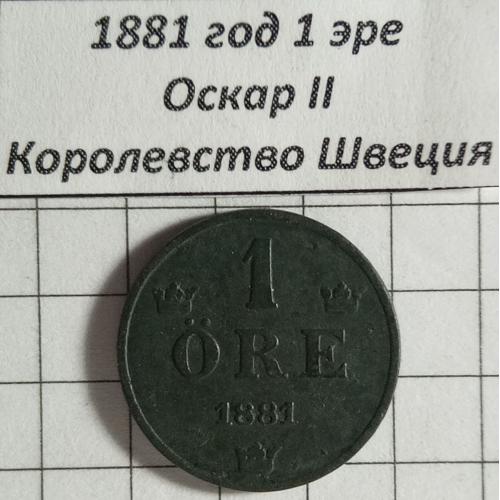 1881 год 1 эре
Оскар II
Королевство Швеция
1
ÖRE
1881